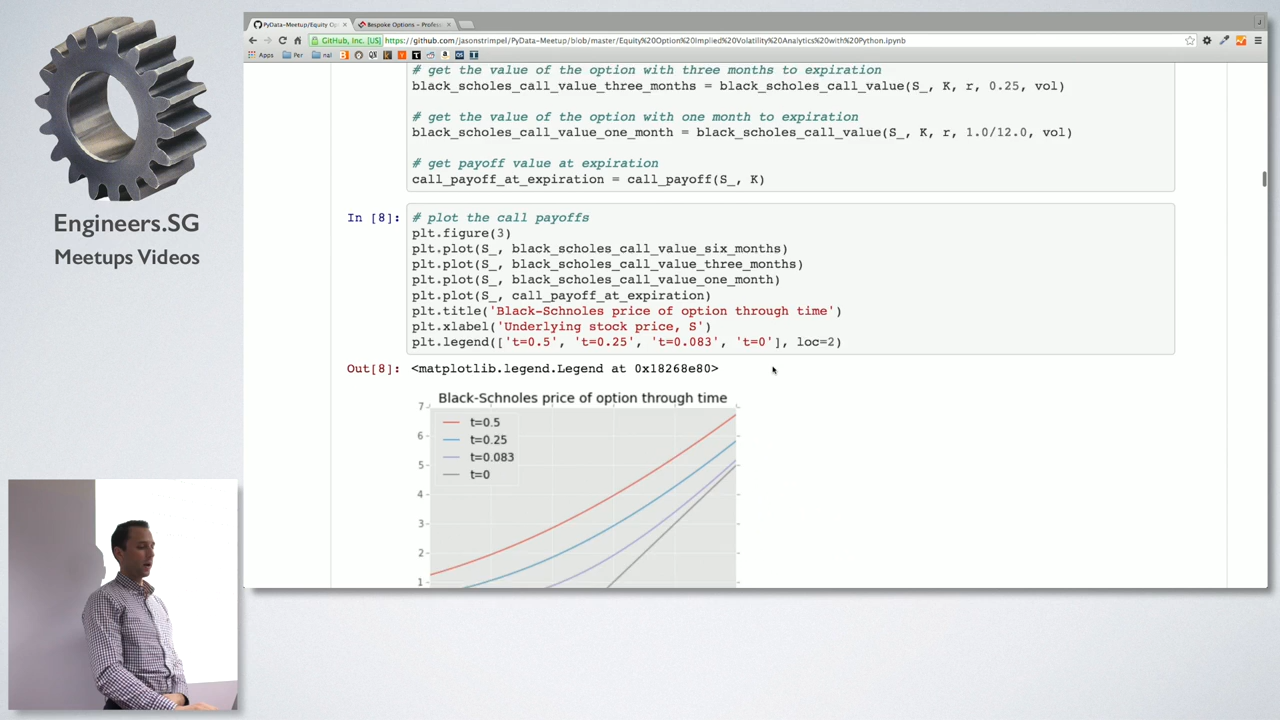 Engineers.SG
Meetups Videos
PyData-Meetup/Equity Op
Bespoke Options – Profes
GitHub, Inc. [US] https://github.com/jasonstrimpel/PyData-Meetup/blob/master/Equity%20Option%20Implied%20Volatility%20Analytics%20with%20Python.ipynb
Apps Per nal
# get the value of the option with three months to expiration
black_scholes_call_value_three_months = black_scholes_call_value(S_, K, r, 0.25, vol)
# get the value of the option with one month to expiration
black_scholes_call_value_one_month = black_scholes_call_value(S_, K, r, 1.0/12.0, vol)
# get payoff value at expiration
call_payoff_at_expiration = call_payoff(S_, K)
In [8]:
# plot the call payoffs
plt.figure(3)
plt.plot(S_, black_scholes_call_value_six_months)
plt.plot(S_, black_scholes_call_value_three_months)
plt.plot(S_, black_scholes_call_value_one_month)
plt.plot(S_, call_payoff_at_expiration)
plt.title('Black-Schnoles price of option through time')
plt.xlabel('Underlying stock price, S')
plt.legend(['t=0.5', 't=0.25', 't=0.083', 't=0'], loc=2)
Out[8]: <matplotlib.legend.Legend at 0x18268e80>
Black-Schnoles price of option through time
7
6
5
4
3
2
1
t=0.5
t=0.25
t=0.083
t=0